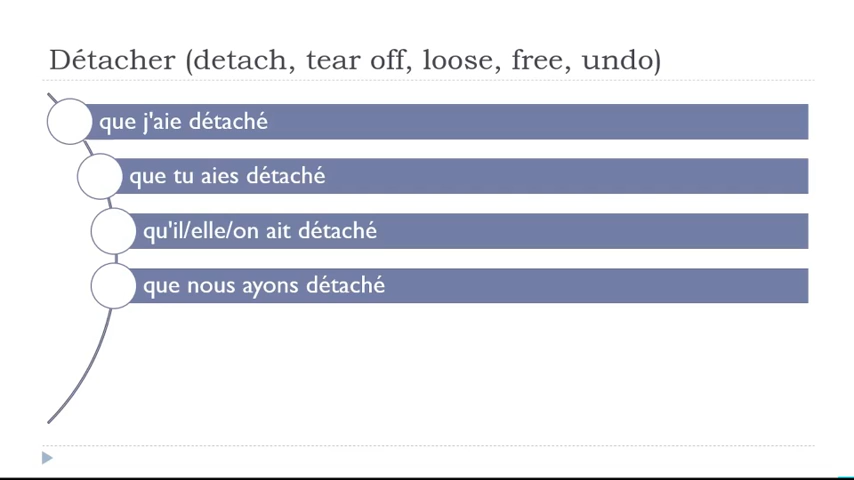 Détacher (detach, tear off, loose, free, undo)
que j'aie détaché
que tu aies détaché
qu'il/elle/on ait détaché
que nous ayons détaché